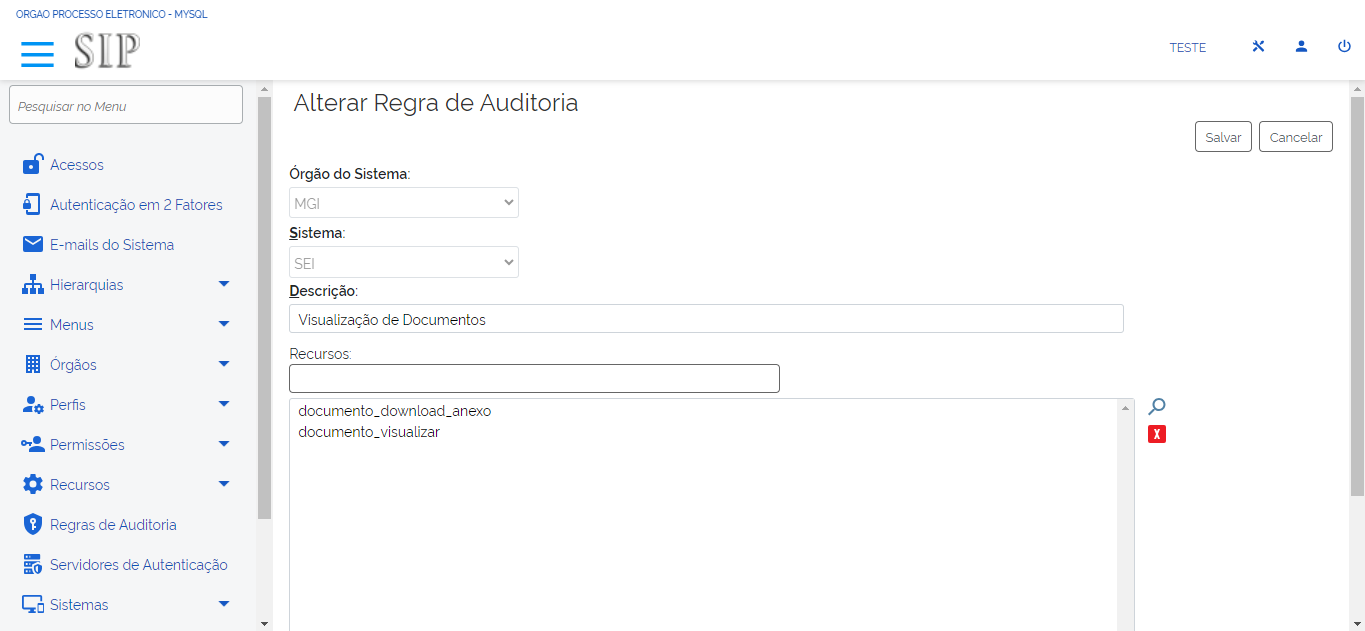 ORGAO PROCESSO ELETRONICO - MYSQL
SIP
TESTE
Pesquisar no Menu
Acessos
Autenticação em 2 Fatores
E-mails do Sistema
Hierarquias
Menus
Órgãos
Perfis
Permissões
Recursos
Regras de Auditoria
Servidores de Autenticação
Sistemas
Alterar Regra de Auditoria
Salvar Cancelar
Órgão do Sistema:
MGI
Sistema:
SEI
Descrição:
Visualização de Documentos
Recursos:
documento_download_anexo
documento_visualizar
X